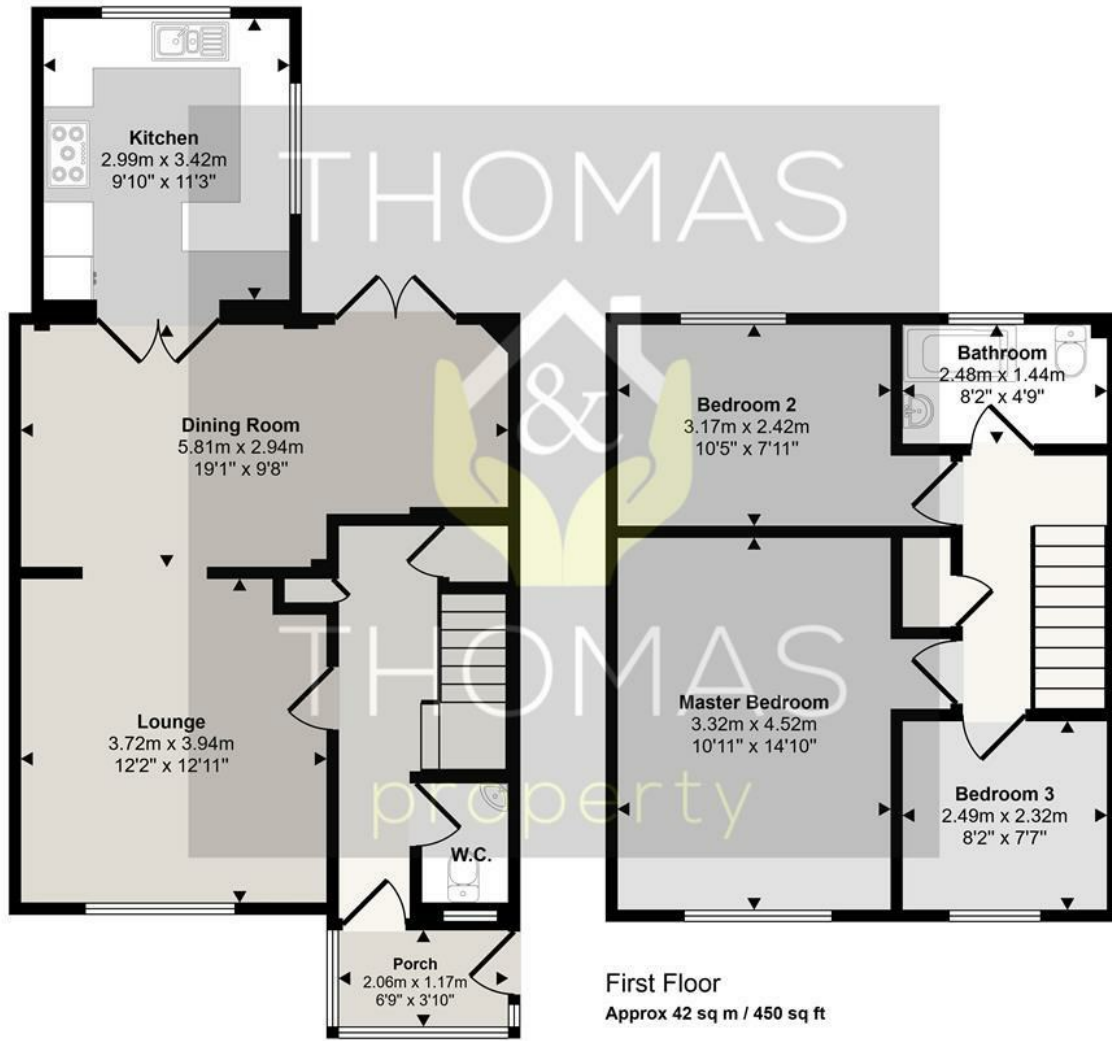 Kitchen
2.99m x 3.42m
9'10" x 11'3"
THOMAS
&
Dining Room
5.81m x 2.94m
19'1" x 9'8"
Bedroom 2
3.17m x 2.42m
10'5" x 7'11"
Bathroom
2.48m x 1.44m
8'2" x 4'9"
THOMAS
property
Lounge
3.72m x 3.94m
12'2" x 12'11"
Master Bedroom
3.32m x 4.52m
10'11" x 14'10"
Bedroom 3
2.49m x 2.32m
8'2" x 7'7"
W.C.
Porch
2.06m x 1.17m
6'9" x 3'10"
First Floor
Approx 42 sq m / 450 sq ft